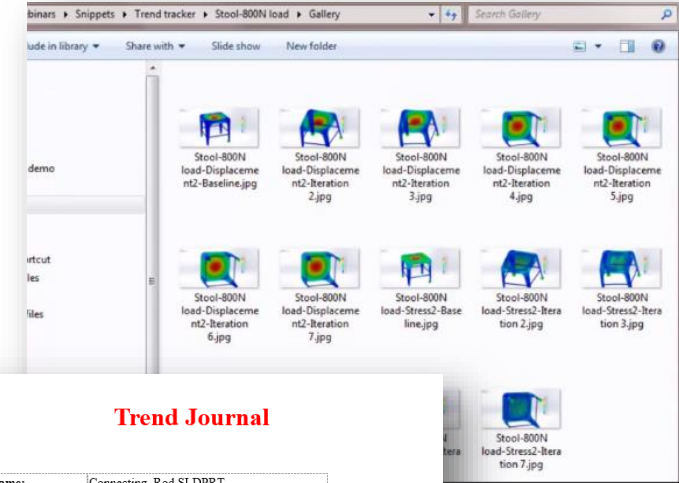 binars ▸ Snippets ▸ Trend tracker ▸ Stool-800N load ▸ Gallery
Search Gallery
lude in library Share with Slide show New folder
demo
Stool-800N Stool-800N Stool-800N Stool-800N Stool-800N
load-Displaceme load-Displaceme load-Displaceme load-Displaceme load-Displaceme
nt2-Baseline.jpg nt2-Iteration nt2-Iteration nt2-Iteration nt2-Iteration
2.jpg 3.jpg 4.jpg 5.jpg
ortcut
les
files
Stool-800N Stool-800N Stool-800N Stool-800N Stool-800N
load-Displaceme load-Displaceme load-Stress2-Base load-Stress2-Itera load-Stress2-Itera
nt2-Iteration nt2-Iteration line.jpg tion 2.jpg tion 3.jpg
6.jpg 7.jpg
Stool-800N
tera load-Stress2-Itera
tion 7.jpg
Trend Journal
ame: Connecting_Rod.SLDPRT